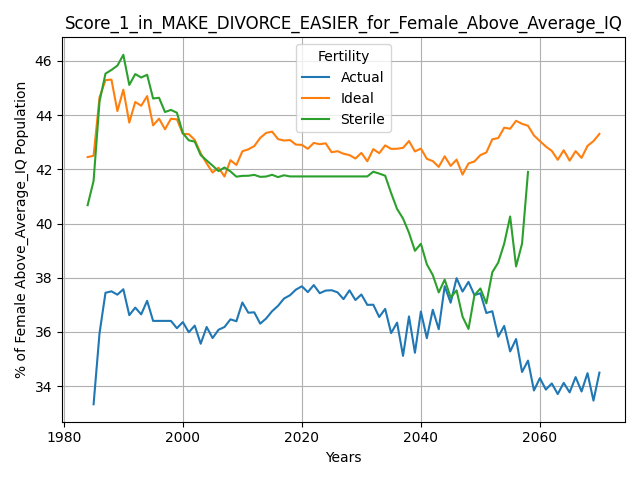 Score_1_in_MAKE_DIVORCE_EASIER_for_Female_Above_Average_IQ
% of Female Above_Average_IQ Population
46
44
42
40
38
36
34
Fertility
Actual
Ideal
Sterile
1980 2000 2020 2040 2060
Years